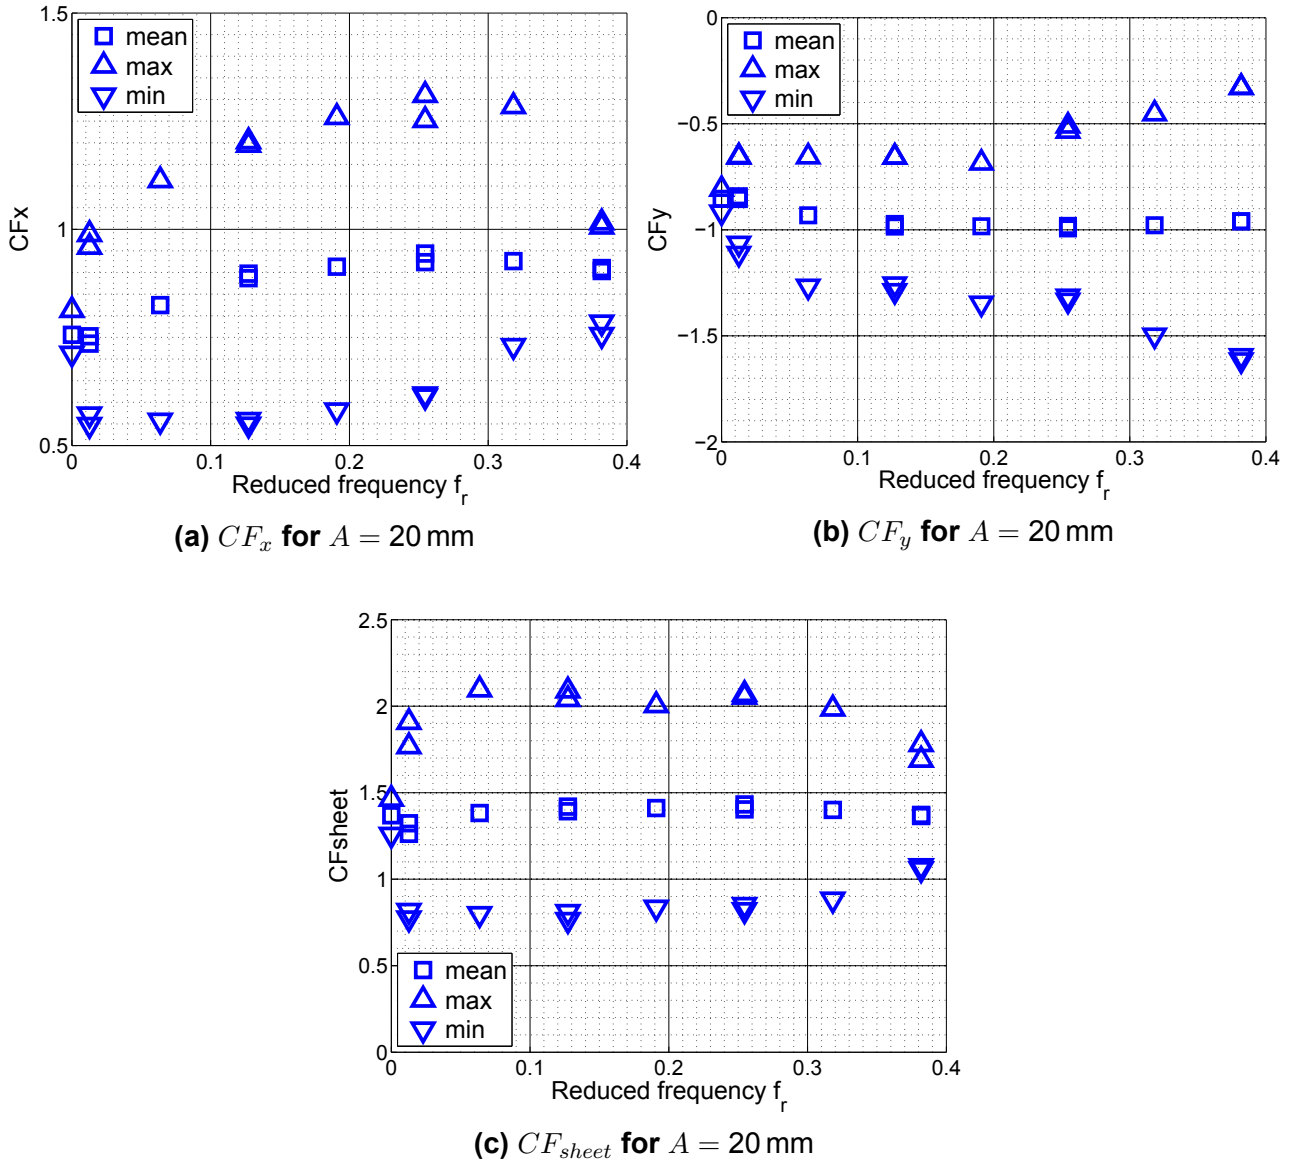 1.5
1
0.5
CFx
mean
max
min
0 0.1 0.2 0.3 0.4
Reduced frequency f_r
(a) CF_x for A = 20 mm
0
−0.5
−1
−1.5
−2
CFy
mean
max
min
0 0.1 0.2 0.3 0.4
Reduced frequency f_r
(b) CF_y for A = 20 mm
2.5
2
1.5
1
0.5
0
CFsheet
mean
max
min
0 0.1 0.2 0.3 0.4
Reduced frequency f_r
(c) CF_sheet for A = 20 mm